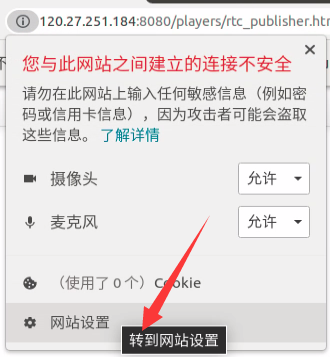 120.27.251.184:8080/players/rtc_publisher.htm
您与此网站之间建立的连接不安全
请勿在此网站上输入任何敏感信息（例如密
码或信用卡信息），因为攻击者可能会盗取
这些信息。 了解详情
摄像头 允许
麦克风 允许
（使用了 0 个）Cookie
网站设置
转到网站设置